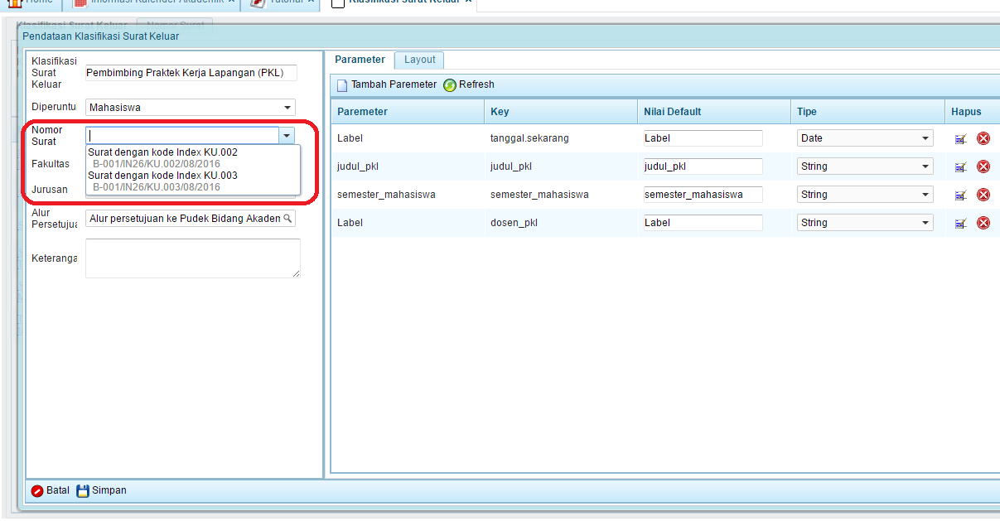 Home Informasi Kalender Akademik × Tutorial × Klasifikasi Surat Keluar ×
Klasifikasi Surat Keluar Nomor Surat
Pendataan Klasifikasi Surat Keluar
Klasifikasi
Surat
Keluar
Pembimbing Praktek Kerja Lapangan (PKL)
Diperuntu
Mahasiswa
Nomor
Surat
Surat dengan kode Index KU.002
B-001/IN26/KU.002/08/2016
Surat dengan kode Index KU.003
B-001/IN26/KU.003/08/2016
Fakultas
Jurusan
Alur
Persetujua
Alur persetujuan ke Pudek Bidang Akaden
Keteranga
Batal Simpan
Parameter Layout
Tambah Paremeter Refresh
Paremeter Key Nilai Default Tipe Hapus
Label tanggal.sekarang Label Date
judul_pkl judul_pkl judul_pkl String
semester_mahasiswa semester_mahasiswa semester_mahasiswa String
Label dosen_pkl Label String